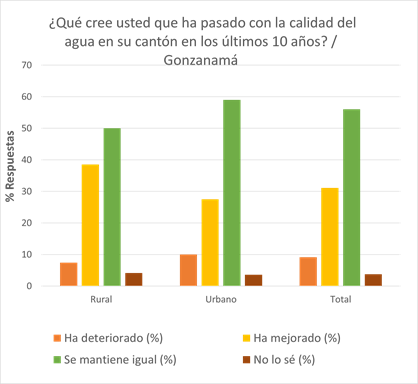 ¿Qué cree usted que ha pasado con la calidad del
agua en su cantón en los últimos 10 años? /
Gonzanamá
% Respuestas
70
60
50
40
30
20
10
0
Rural
Urbano
Total
Ha deteriorado (%)
Ha mejorado (%)
Se mantiene igual (%)
No lo sé (%)